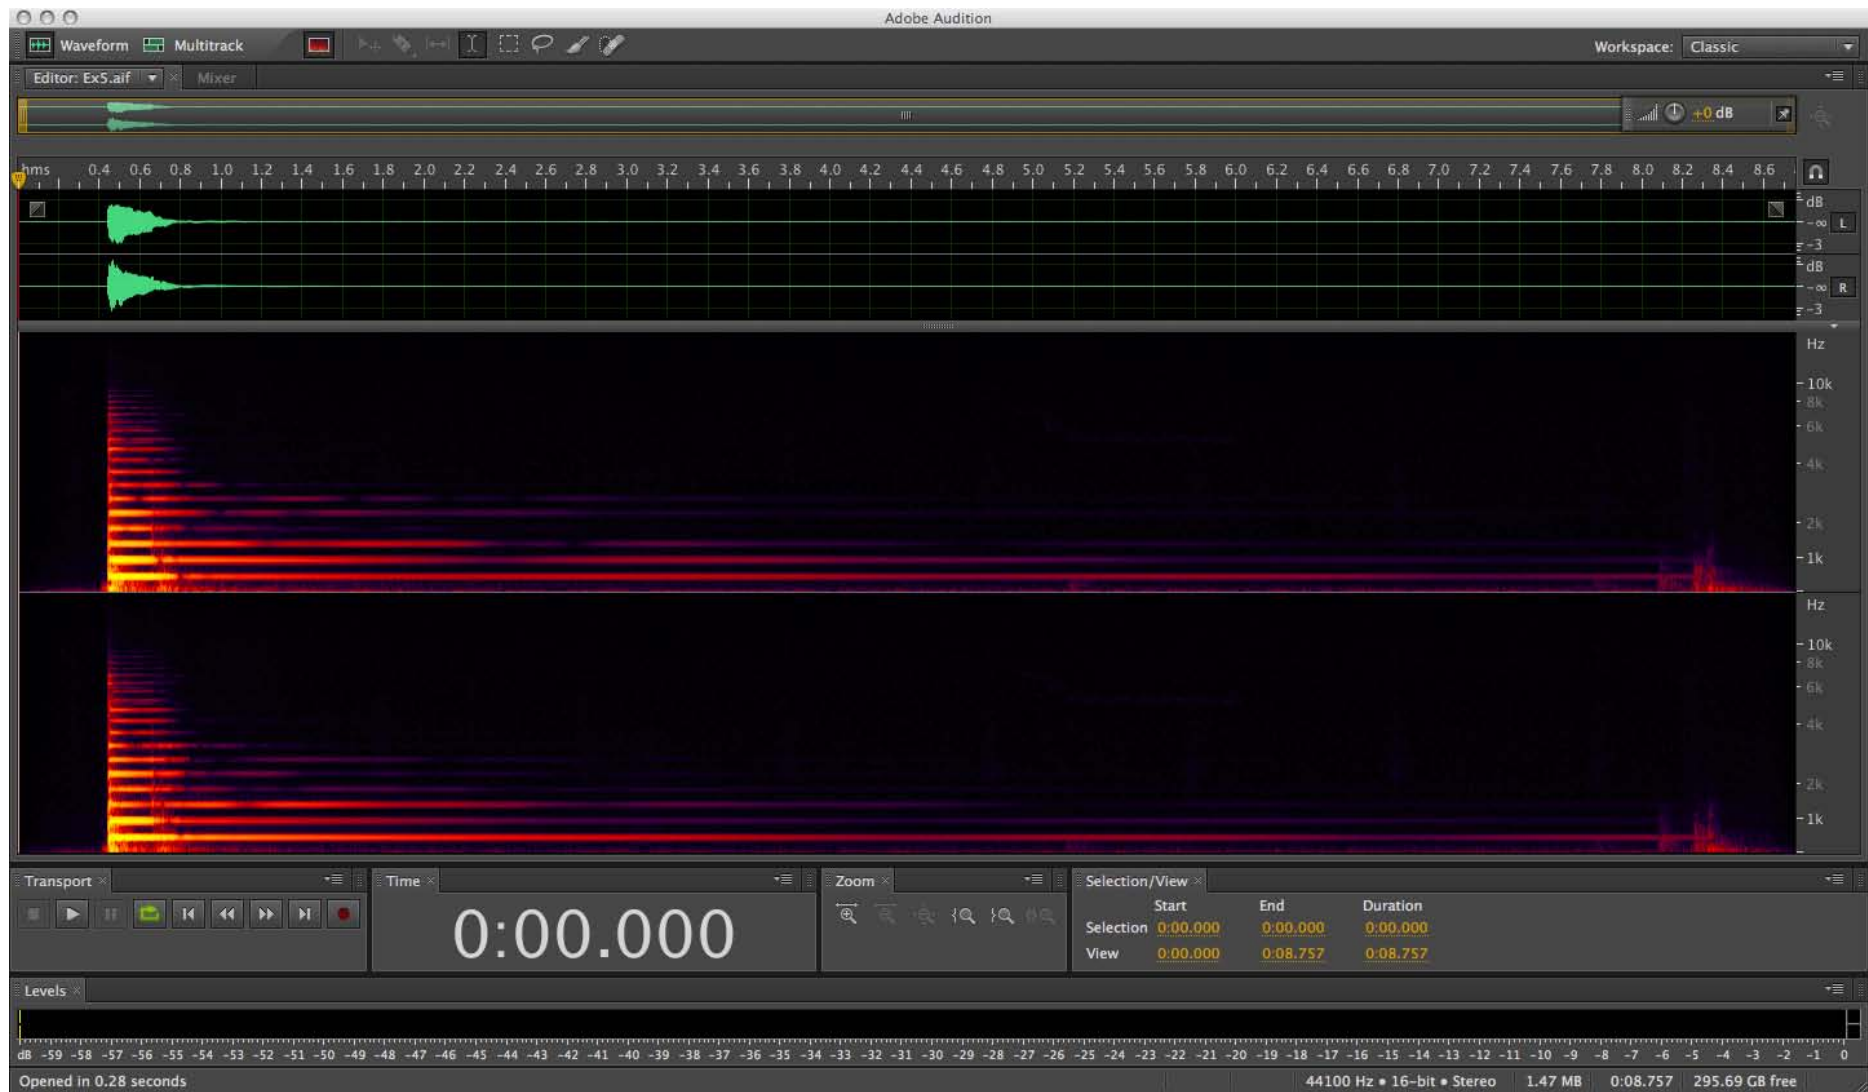 Adobe Audition
Waveform Multitrack Workspace: Classic
Editor: Ex5.aif Mixer
+0 dB
hms 0.4 0.6 0.8 1.0 1.2 1.4 1.6 1.8 2.0 2.2 2.4 2.6 2.8 3.0 3.2 3.4 3.6 3.8 4.0 4.2 4.4 4.6 4.8 5.0 5.2 5.4 5.6 5.8 6.0 6.2 6.4 6.6 6.8 7.0 7.2 7.4 7.6 7.8 8.0 8.2 8.4 8.6
dB
-∞ L
-3
dB
-∞ R
-3
Hz
10k
8k
6k
4k
2k
1k
Hz
10k
8k
6k
4k
2k
1k
Transport Time Zoom Selection/View
Start End Duration
0:00.000
Selection 0:00.000 0:00.000 0:00.000
View 0:00.000 0:08.757 0:08.757
Levels
dB -59 -58 -57 -56 -55 -54 -53 -52 -51 -50 -49 -48 -47 -46 -45 -44 -43 -42 -41 -40 -39 -38 -37 -36 -35 -34 -33 -32 -31 -30 -29 -28 -27 -26 -25 -24 -23 -22 -21 -20 -19 -18 -17 -16 -15 -14 -13 -12 -11 -10 -9 -8 -7 -6 -5 -4 -3 -2 -1 0
Opened in 0.28 seconds 44100 Hz • 16-bit • Stereo 1.47 MB 0:08.757 295.69 GB free